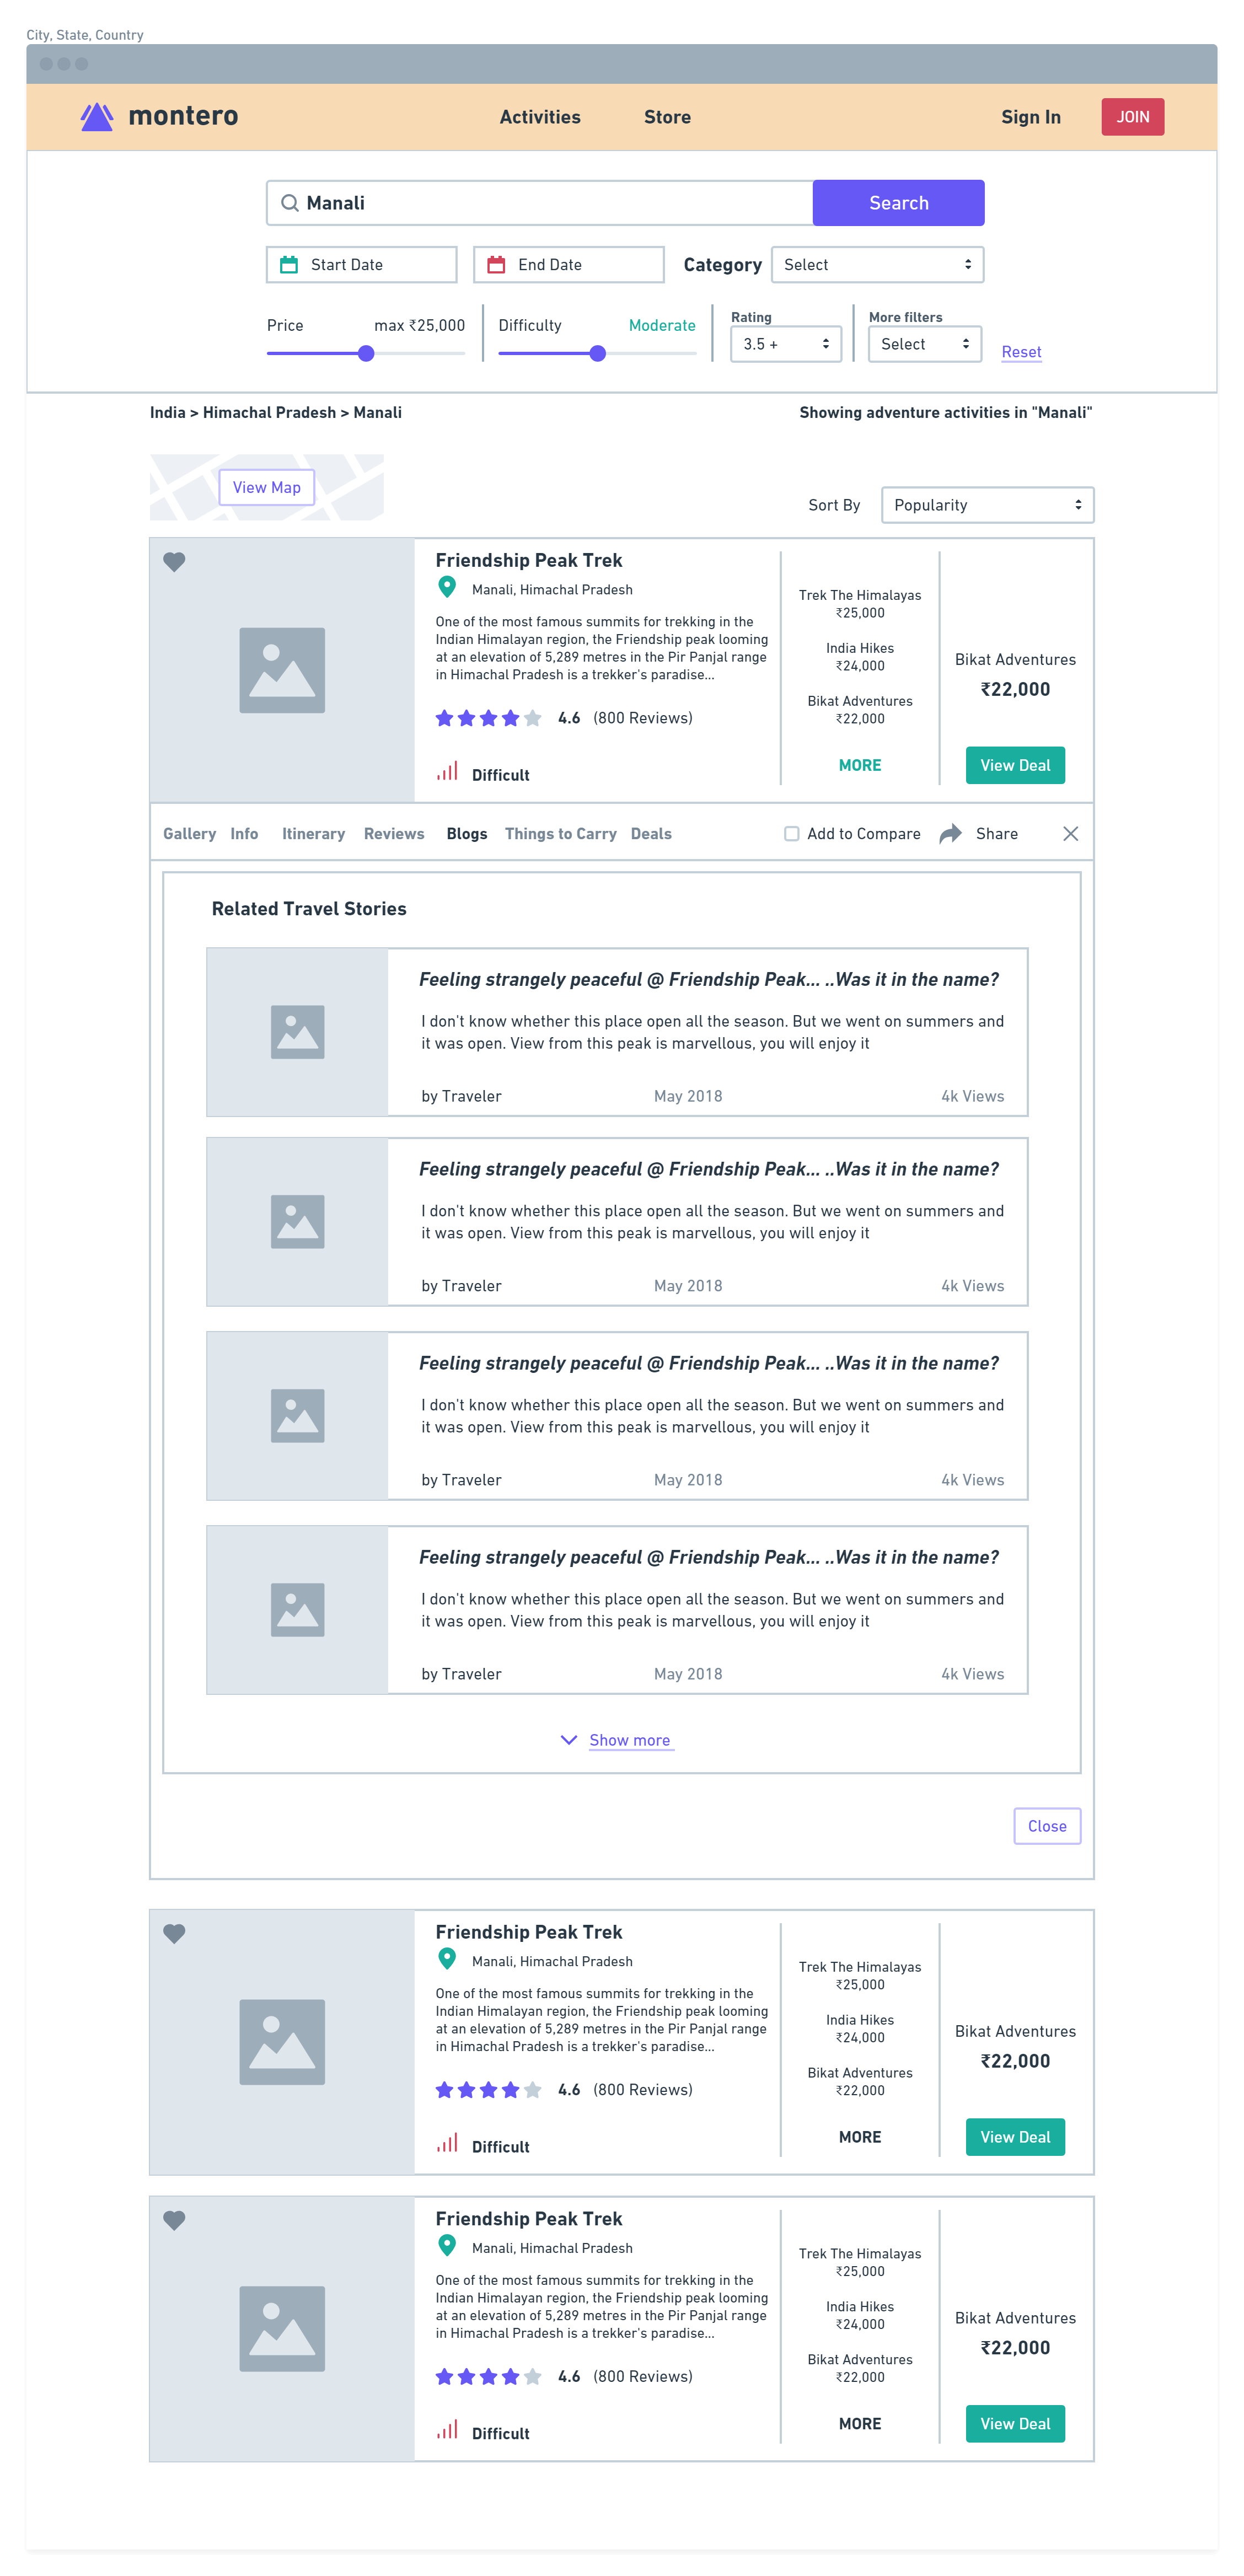 City, State, Country
montero
Activities
Store
Sign In
JOIN
Manali
Search
Start Date
End Date
Category
Select
Price
max ₹25,000
Difficulty
Moderate
Rating
3.5 +
More filters
Select
Reset
India > Himachal Pradesh > Manali
Showing adventure activities in "Manali"
View Map
Sort By
Popularity
Friendship Peak Trek
Manali, Himachal Pradesh
One of the most famous summits for trekking in the
Indian Himalayan region, the Friendship peak looming
at an elevation of 5,289 metres in the Pir Panjal range
in Himachal Pradesh is a trekker's paradise...
4.6 (800 Reviews)
Difficult
Trek The Himalayas
₹25,000
India Hikes
₹24,000
Bikat Adventures
₹22,000
MORE
Bikat Adventures
₹22,000
View Deal
Gallery
Info
Itinerary
Reviews
Blogs
Things to Carry
Deals
Add to Compare
Share
Related Travel Stories
Feeling strangely peaceful @ Friendship Peak... ..Was it in the name?
I don't know whether this place open all the season. But we went on summers and
it was open. View from this peak is marvellous, you will enjoy it
by Traveler
May 2018
4k Views
Feeling strangely peaceful @ Friendship Peak... ..Was it in the name?
I don't know whether this place open all the season. But we went on summers and
it was open. View from this peak is marvellous, you will enjoy it
by Traveler
May 2018
4k Views
Feeling strangely peaceful @ Friendship Peak... ..Was it in the name?
I don't know whether this place open all the season. But we went on summers and
it was open. View from this peak is marvellous, you will enjoy it
by Traveler
May 2018
4k Views
Feeling strangely peaceful @ Friendship Peak... ..Was it in the name?
I don't know whether this place open all the season. But we went on summers and
it was open. View from this peak is marvellous, you will enjoy it
by Traveler
May 2018
4k Views
Show more
Close
Friendship Peak Trek
Manali, Himachal Pradesh
One of the most famous summits for trekking in the
Indian Himalayan region, the Friendship peak looming
at an elevation of 5,289 metres in the Pir Panjal range
in Himachal Pradesh is a trekker's paradise...
4.6 (800 Reviews)
Difficult
Trek The Himalayas
₹25,000
India Hikes
₹24,000
Bikat Adventures
₹22,000
MORE
Bikat Adventures
₹22,000
View Deal
Friendship Peak Trek
Manali, Himachal Pradesh
One of the most famous summits for trekking in the
Indian Himalayan region, the Friendship peak looming
at an elevation of 5,289 metres in the Pir Panjal range
in Himachal Pradesh is a trekker's paradise...
4.6 (800 Reviews)
Difficult
Trek The Himalayas
₹25,000
India Hikes
₹24,000
Bikat Adventures
₹22,000
MORE
Bikat Adventures
₹22,000
View Deal